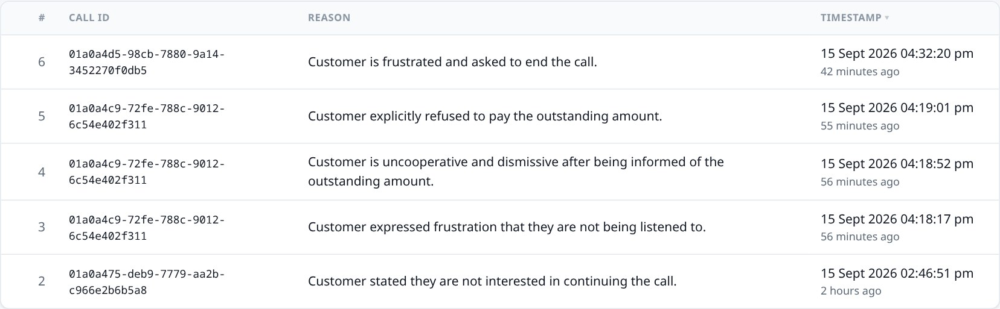 # CALL ID REASON TIMESTAMP ▼
6 01a0a4d5-98cb-7880-9a14-
3452270f0db5
Customer is frustrated and asked to end the call.
15 Sept 2026 04:32:20 pm
42 minutes ago
5 01a0a4c9-72fe-788c-9012-
6c54e402f311
Customer explicitly refused to pay the outstanding amount.
15 Sept 2026 04:19:01 pm
55 minutes ago
4 01a0a4c9-72fe-788c-9012-
6c54e402f311
Customer is uncooperative and dismissive after being informed of the
outstanding amount.
15 Sept 2026 04:18:52 pm
56 minutes ago
3 01a0a4c9-72fe-788c-9012-
6c54e402f311
Customer expressed frustration that they are not being listened to.
15 Sept 2026 04:18:17 pm
56 minutes ago
2 01a0a475-deb9-7779-aa2b-
c966e2b6b5a8
Customer stated they are not interested in continuing the call.
15 Sept 2026 02:46:51 pm
2 hours ago